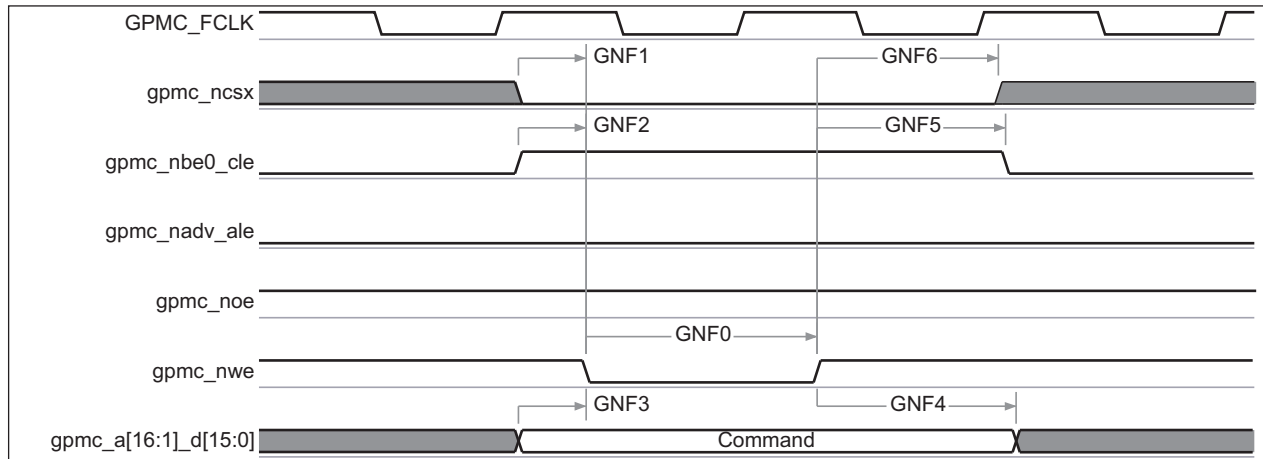 GPMC_FCLK
GNF1 GNF6
gpmc_ncsx
GNF2 GNF5
gpmc_nbe0_cle
gpmc_nadv_ale
gpmc_noe
GNF0
gpmc_nwe
GNF3 GNF4
gpmc_a[16:1]_d[15:0] Command